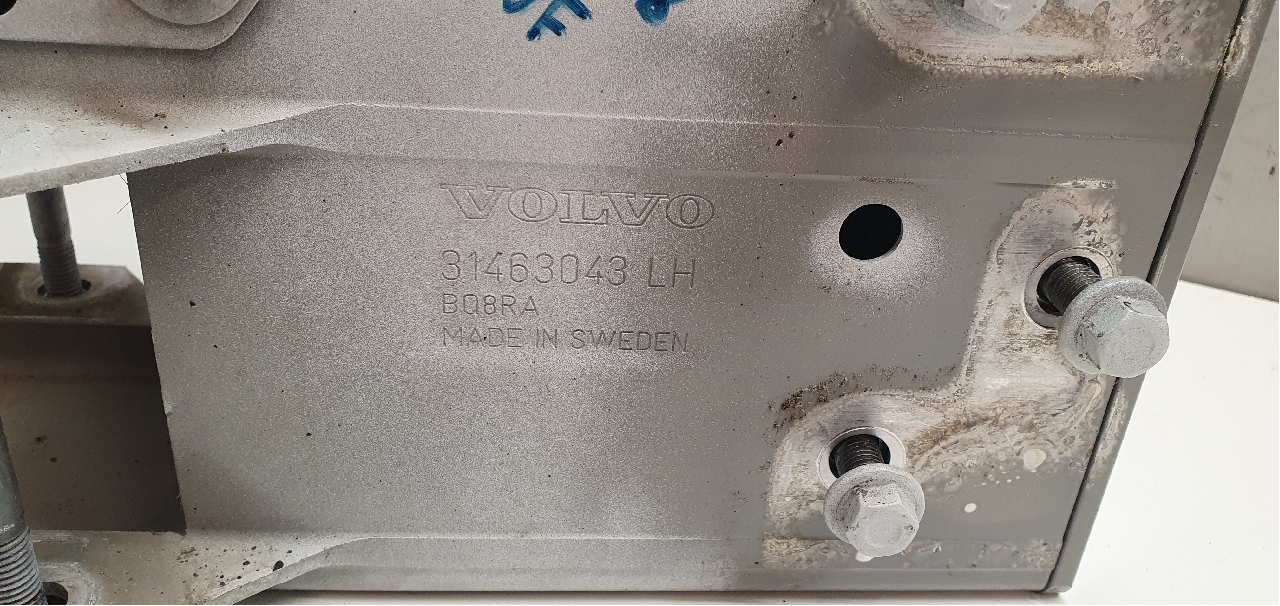 VOLVO
31463043 LH
BQ8RA
MADE IN SWEDEN